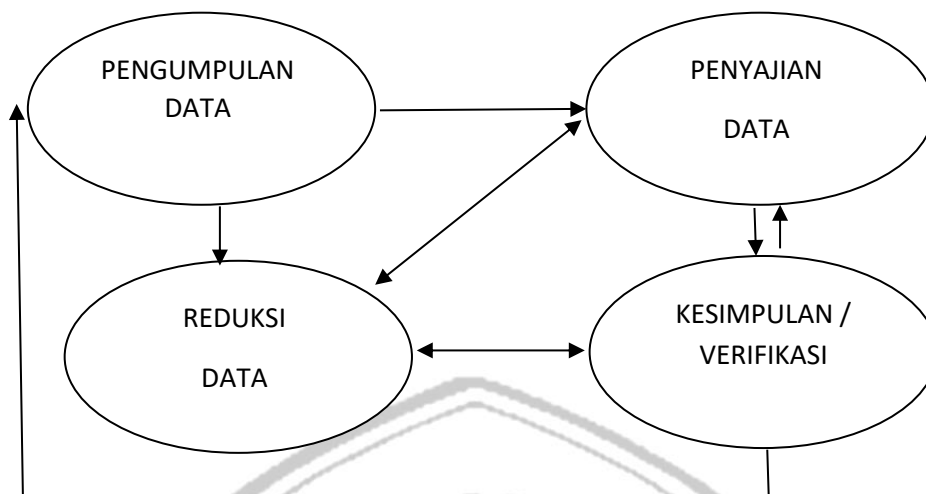 PENGUMPULAN
DATA
PENYAJIAN
DATA
REDUKSI
DATA
KESIMPULAN /
VERIFIKASI